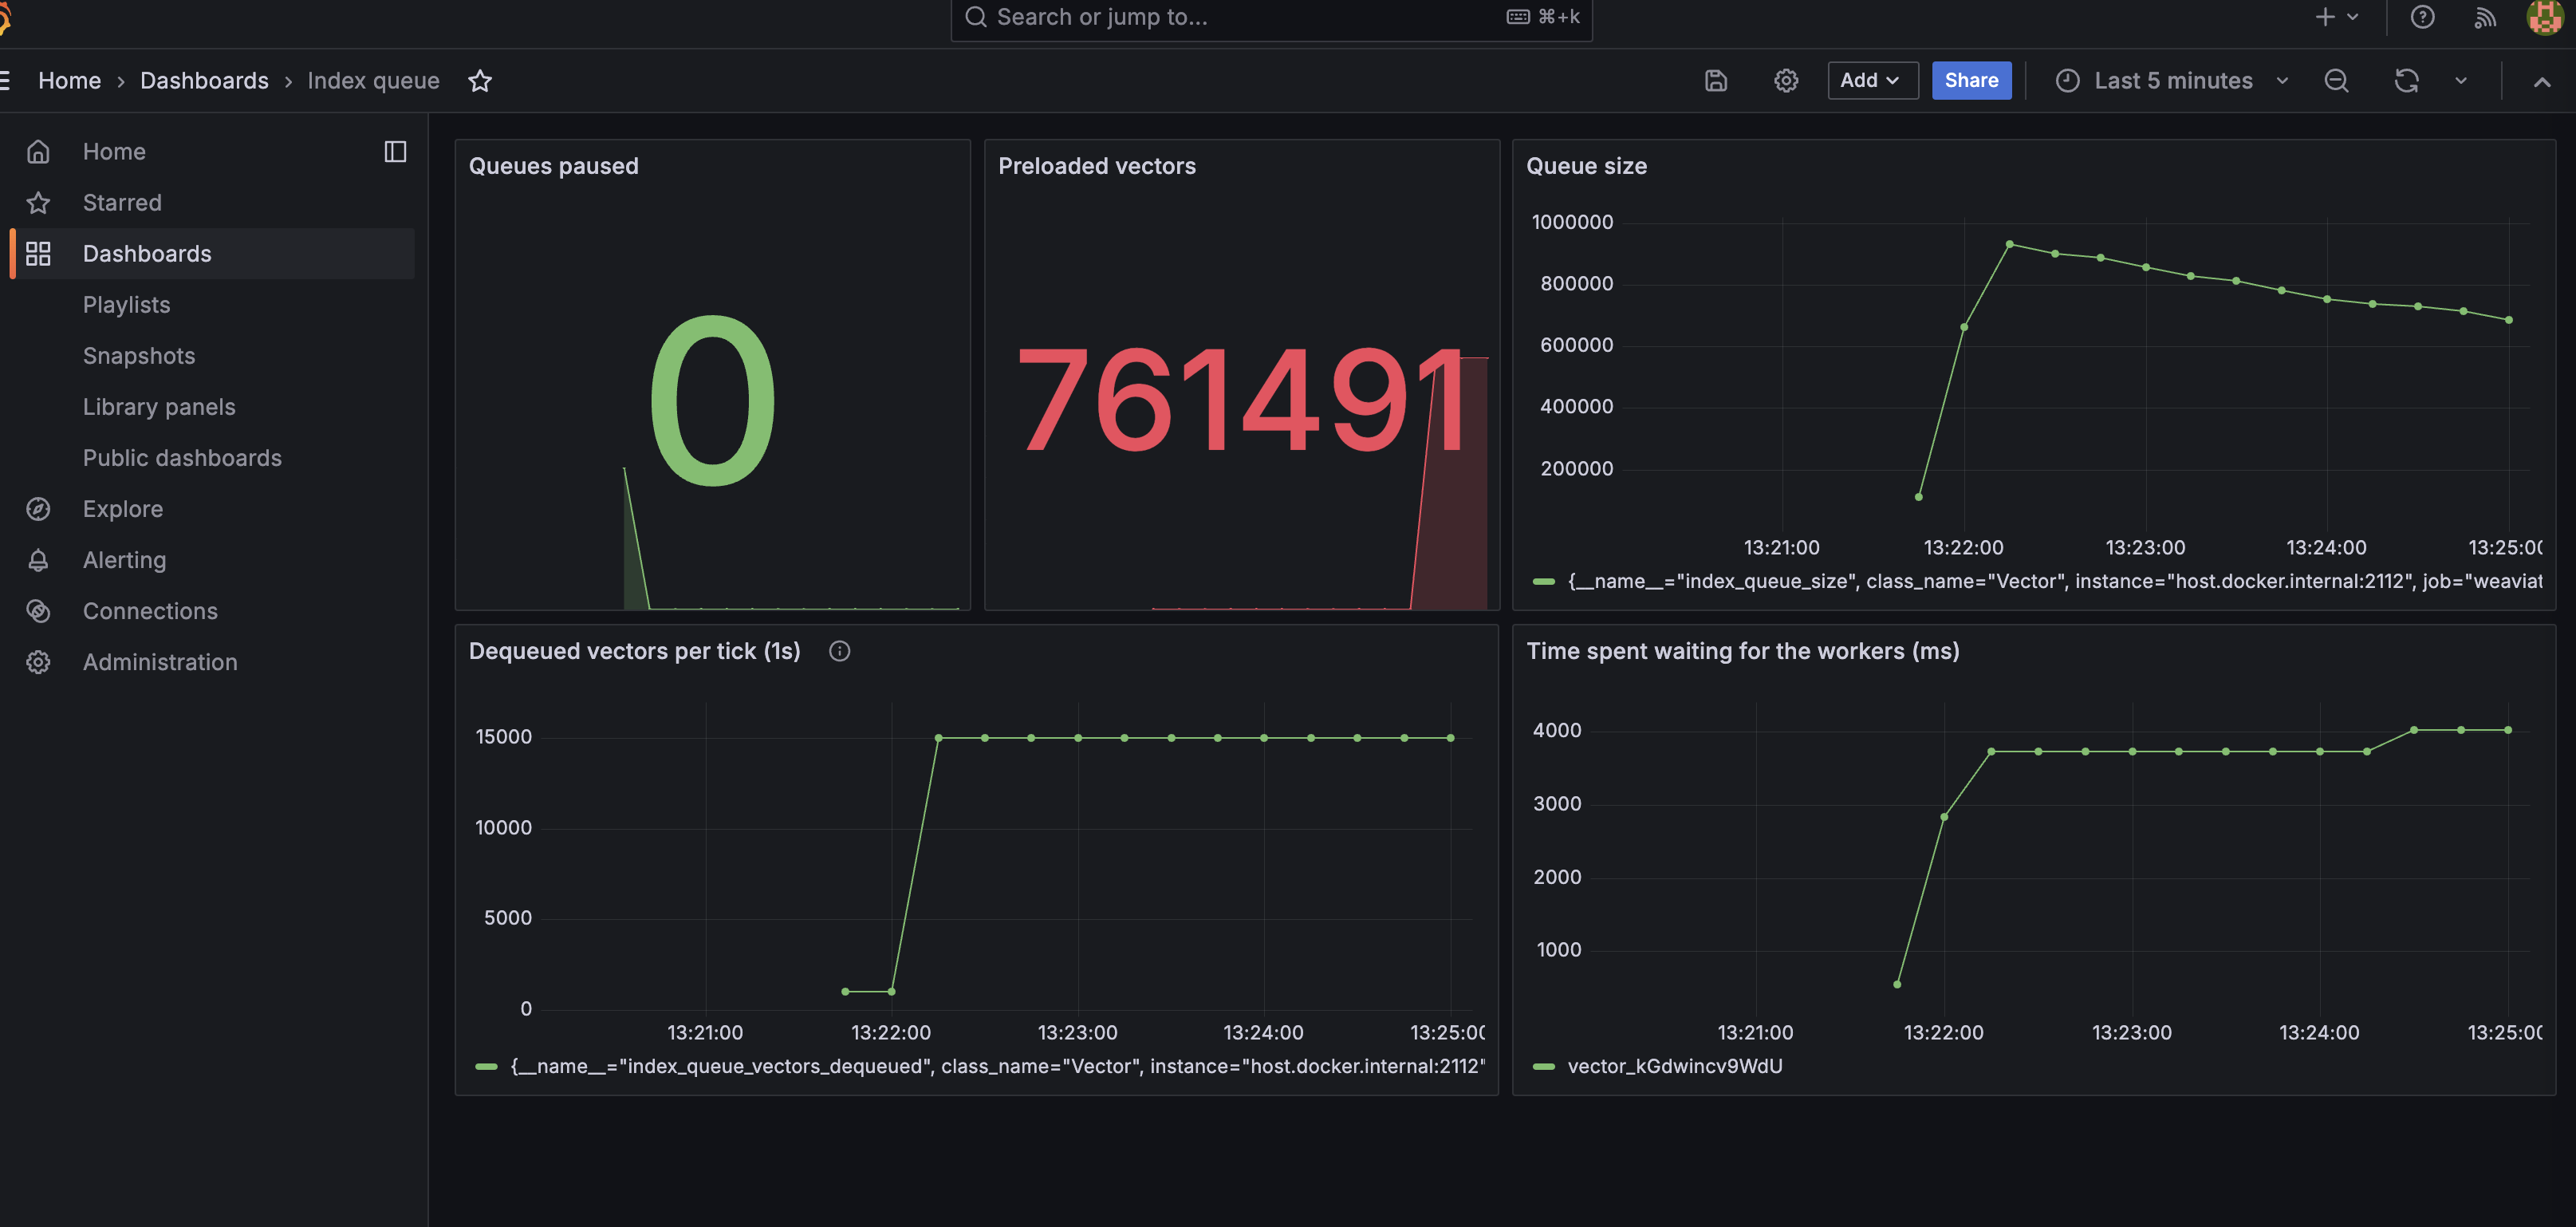 Search or jump to...
⌘+k
Home › Dashboards › Index queue
Add
Share
Last 5 minutes
Home
Starred
Dashboards
Playlists
Snapshots
Library panels
Public dashboards
Explore
Alerting
Connections
Administration
Queues paused
0
Preloaded vectors
761491
Queue size
1000000
800000
600000
400000
200000
13:21:00 13:22:00 13:23:00 13:24:00 13:25:00
{__name__="index_queue_size", class_name="Vector", instance="host.docker.internal:2112", job="weaviat
Dequeued vectors per tick (1s)
15000
10000
5000
0
13:21:00 13:22:00 13:23:00 13:24:00 13:25:00
{__name__="index_queue_vectors_dequeued", class_name="Vector", instance="host.docker.internal:2112"
Time spent waiting for the workers (ms)
4000
3000
2000
1000
13:21:00 13:22:00 13:23:00 13:24:00 13:25:00
vector_kGdwincv9WdU